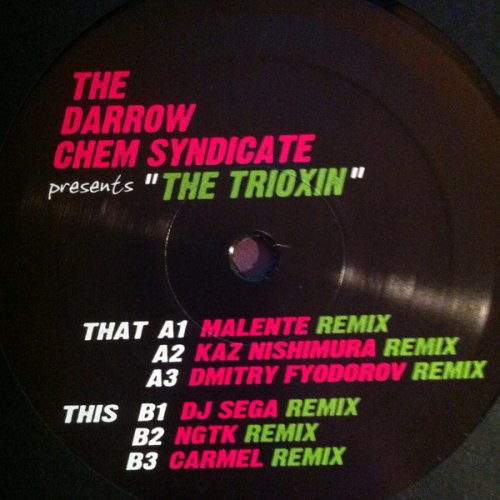 THE
DARROW
CHEM SYNDICATE
presents "THE TRIOXIN"
THAT A1 MALENTE REMIX
A2 KAZ NISHIMURA REMIX
A3 DMITRY FYODOROV REMIX
THIS B1 DJ SEGA REMIX
B2 NGTK REMIX
B3 CARMEL REMIX